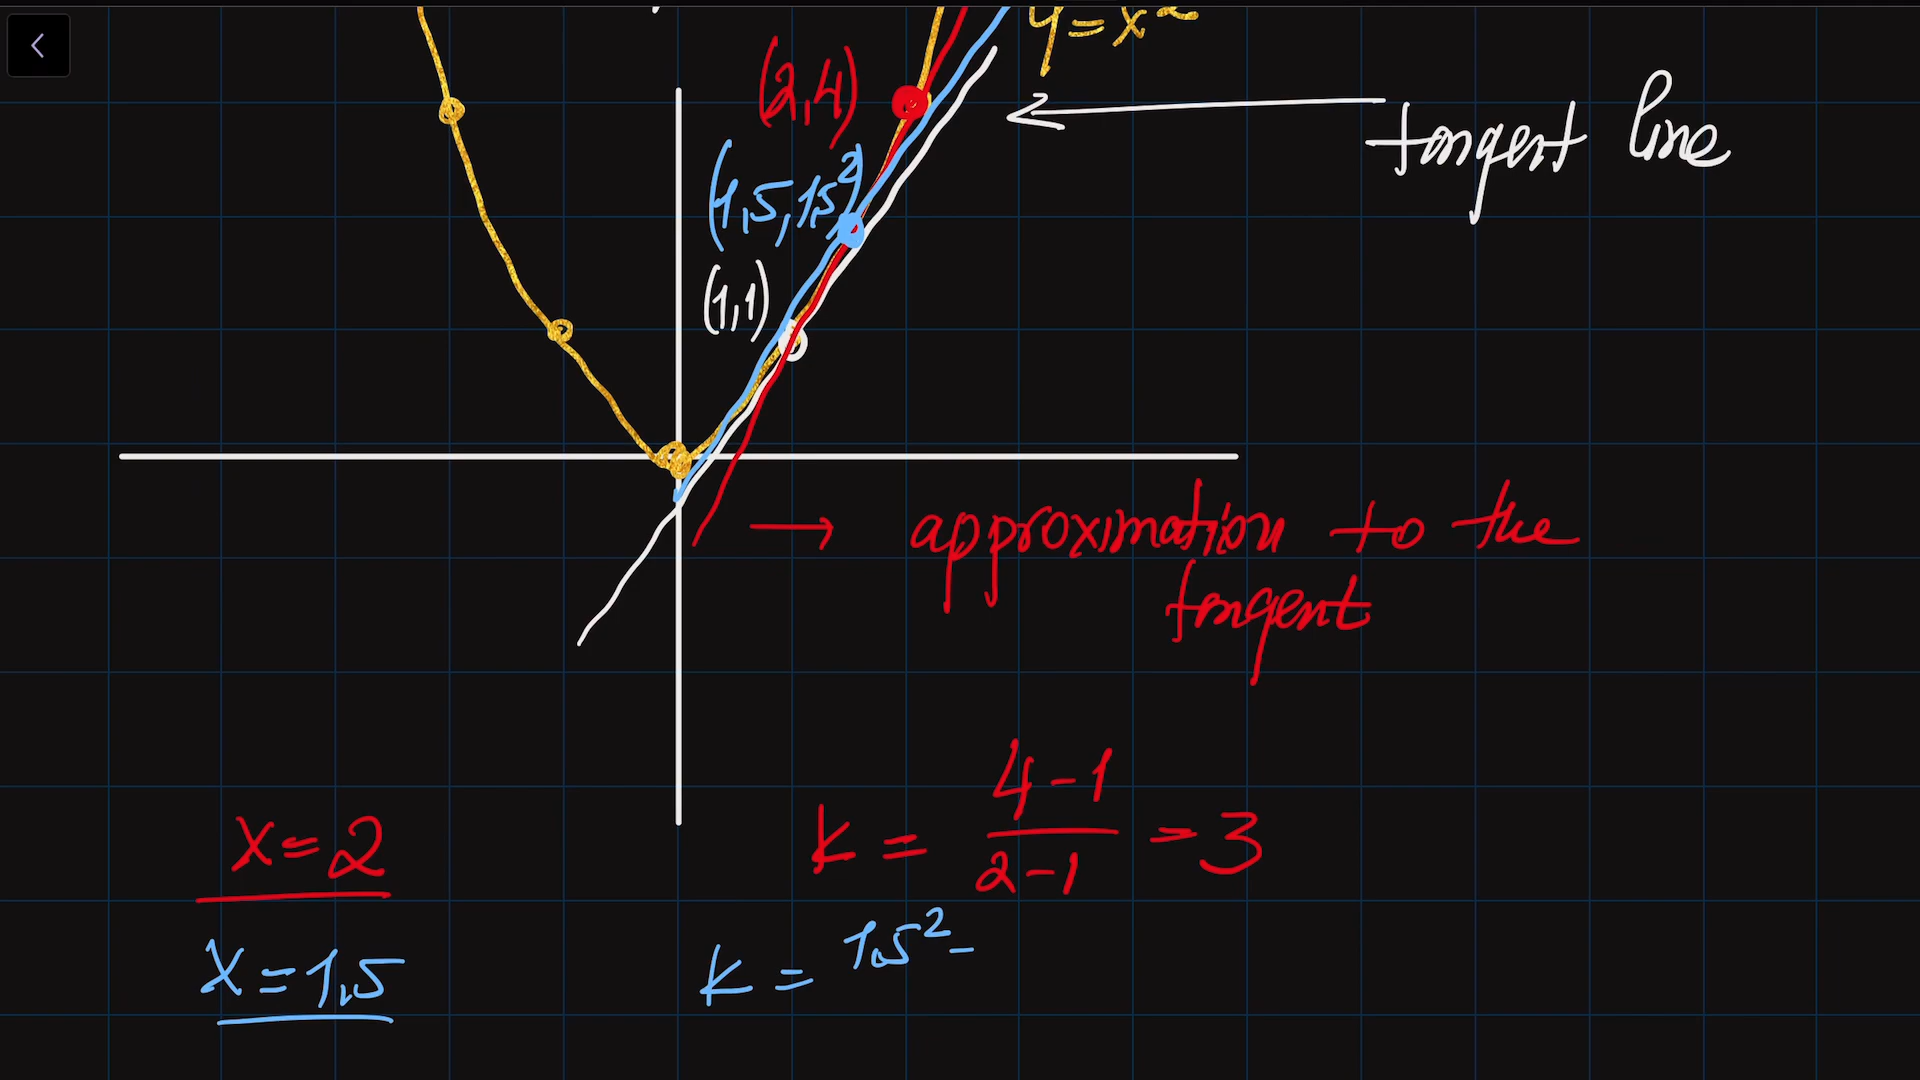 y=x²
(2,4)
tangent line
(1,5,1,5²)
(1,1)
→ approximation to the
tangent
x=2
k = 4-1 / 2-1 = 3
x=1,5
k = 1.5² -